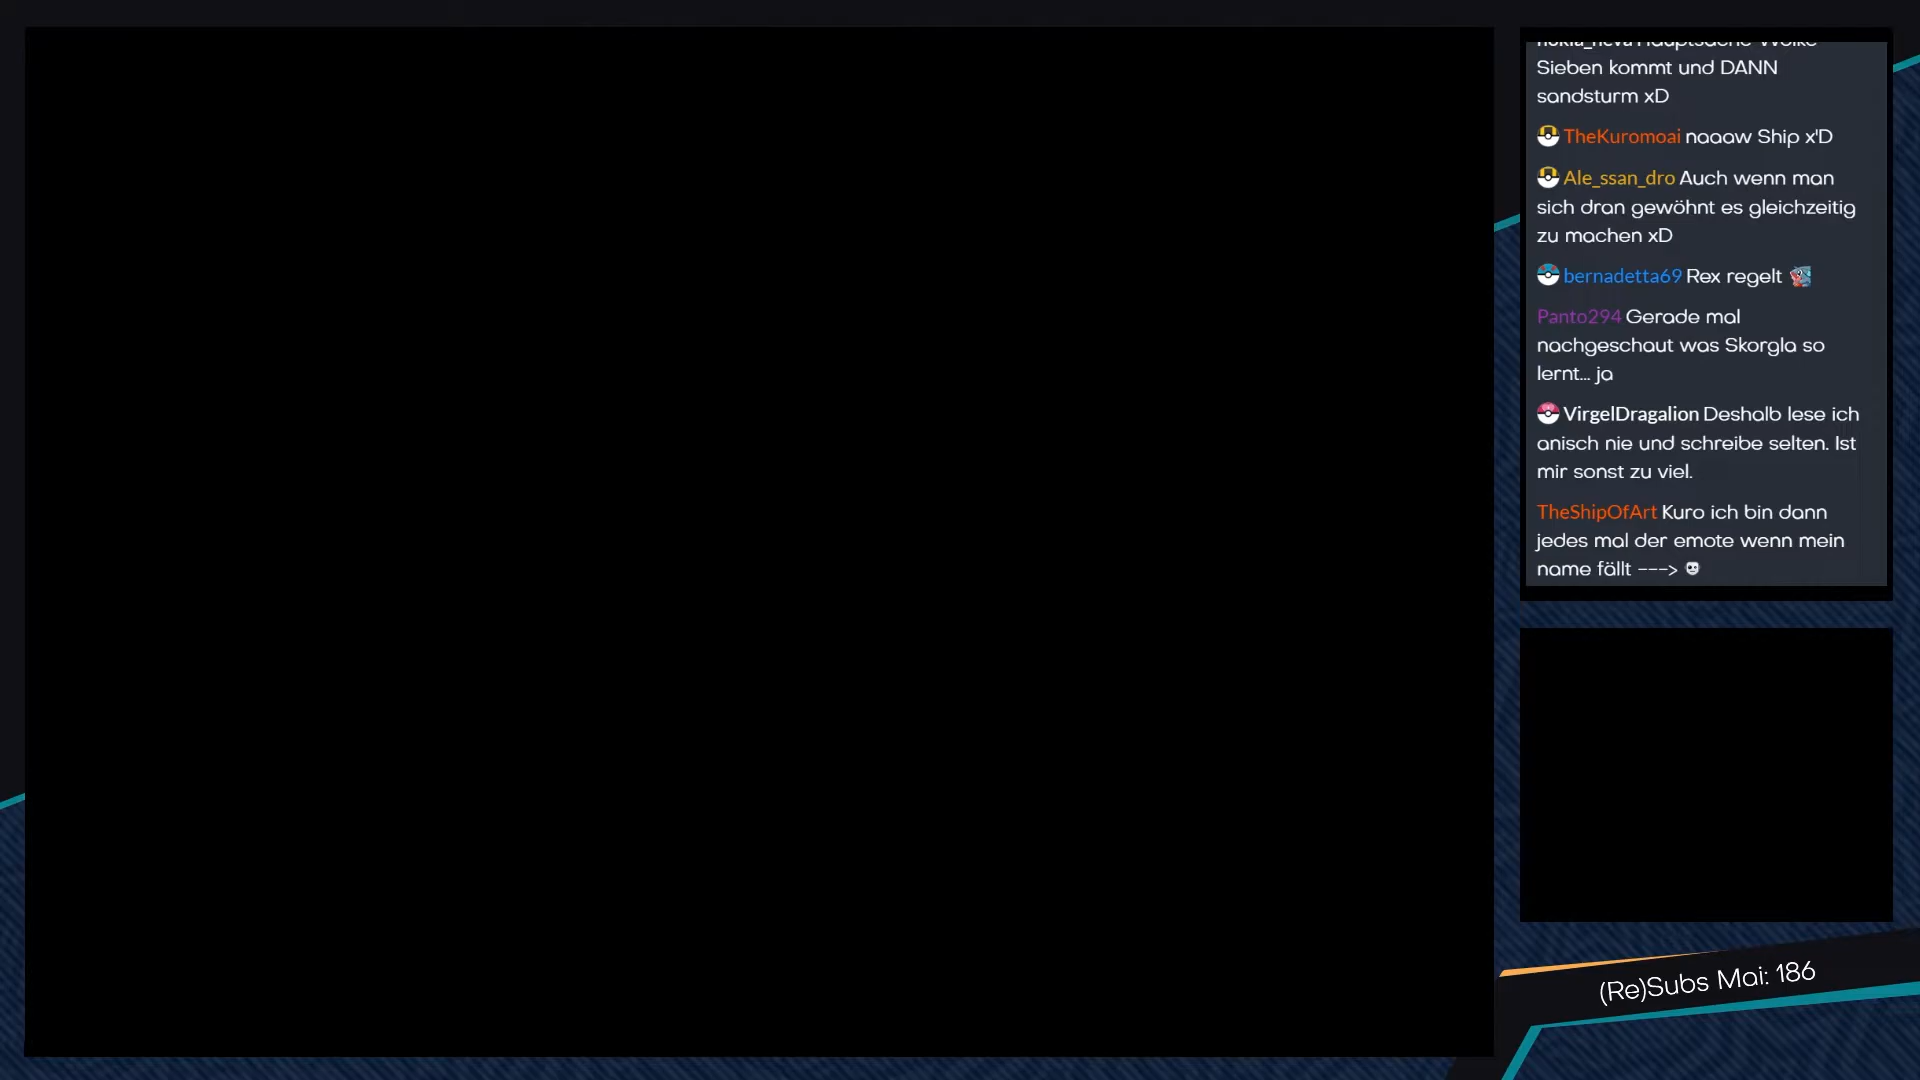 Sieben kommt und DANN
sandsturm xD
TheKuromoai naaaw Ship x'D
Ale_ssan_dro Auch wenn man
sich dran gewöhnt es gleichzeitig
zu machen xD
bernadetta69 Rex regelt
Panto294 Gerade mal
nachgeschaut was Skorgla so
lernt... ja
VirgelDragalion Deshalb lese ich
anisch nie und schreibe selten. Ist
mir sonst zu viel.
TheShipOfArt Kuro ich bin dann
jedes mal der emote wenn mein
name fällt --->
(Re)Subs Mai: 186